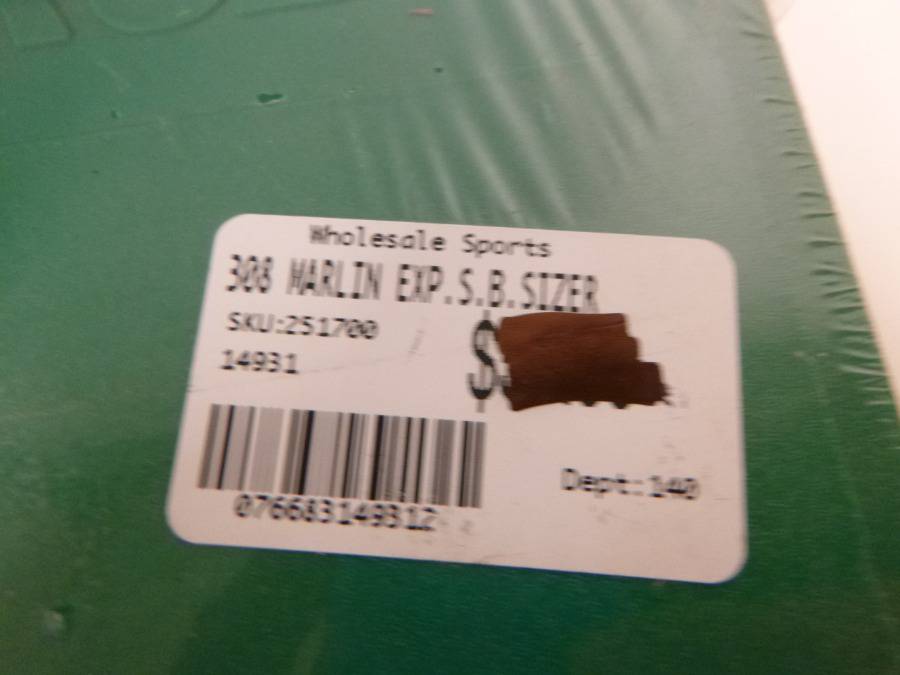 Wholesale Sports
308 MARLIN EXP.S.B.SIZER
SKU:251700
14931
$
Dept:140
076683149312